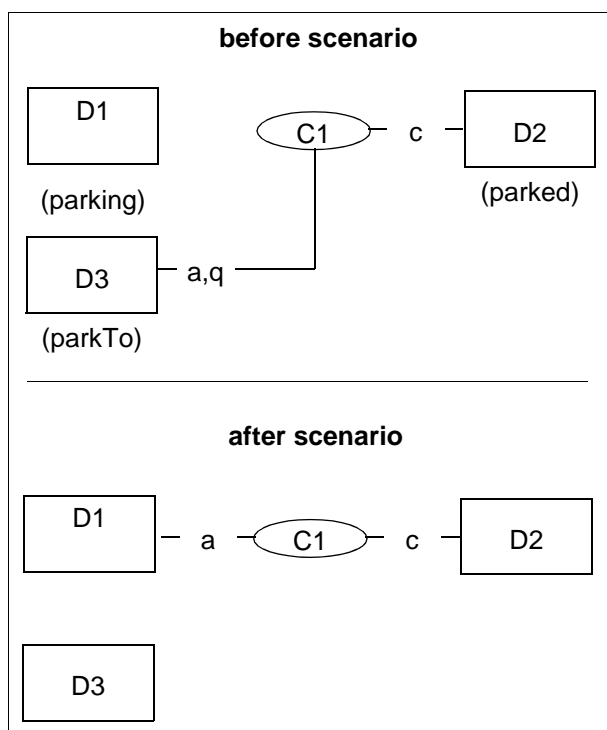 before scenario
D1
C1
c
D2
(parking)
(parked)
D3
a,q
(parkTo)
after scenario
D1
a
C1
c
D2
D3